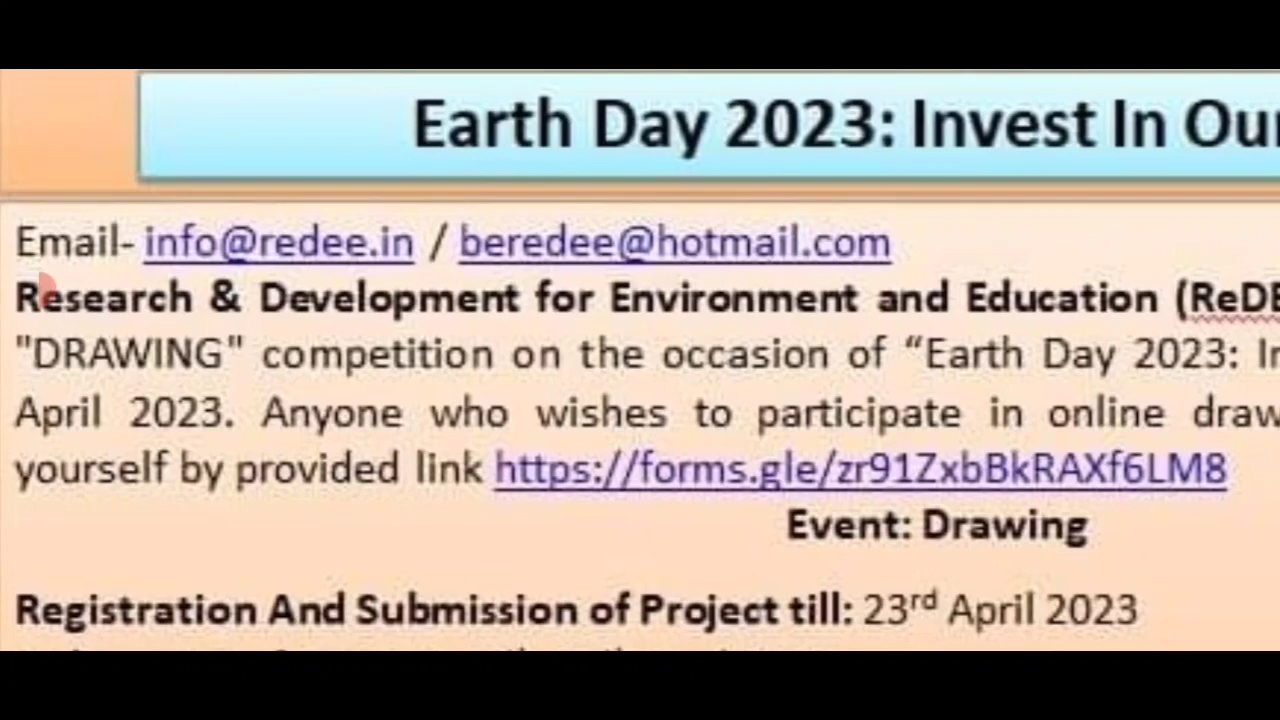 Earth Day 2023: Invest In Our
Email- info@redee.in / beredee@hotmail.com
Research & Development for Environment and Education (ReDE
"DRAWING" competition on the occasion of “Earth Day 2023: In
April 2023. Anyone who wishes to participate in online draw
yourself by provided link https://forms.gle/zr91ZxbBkRAXf6LM8
Event: Drawing
Registration And Submission of Project till: 23rd April 2023